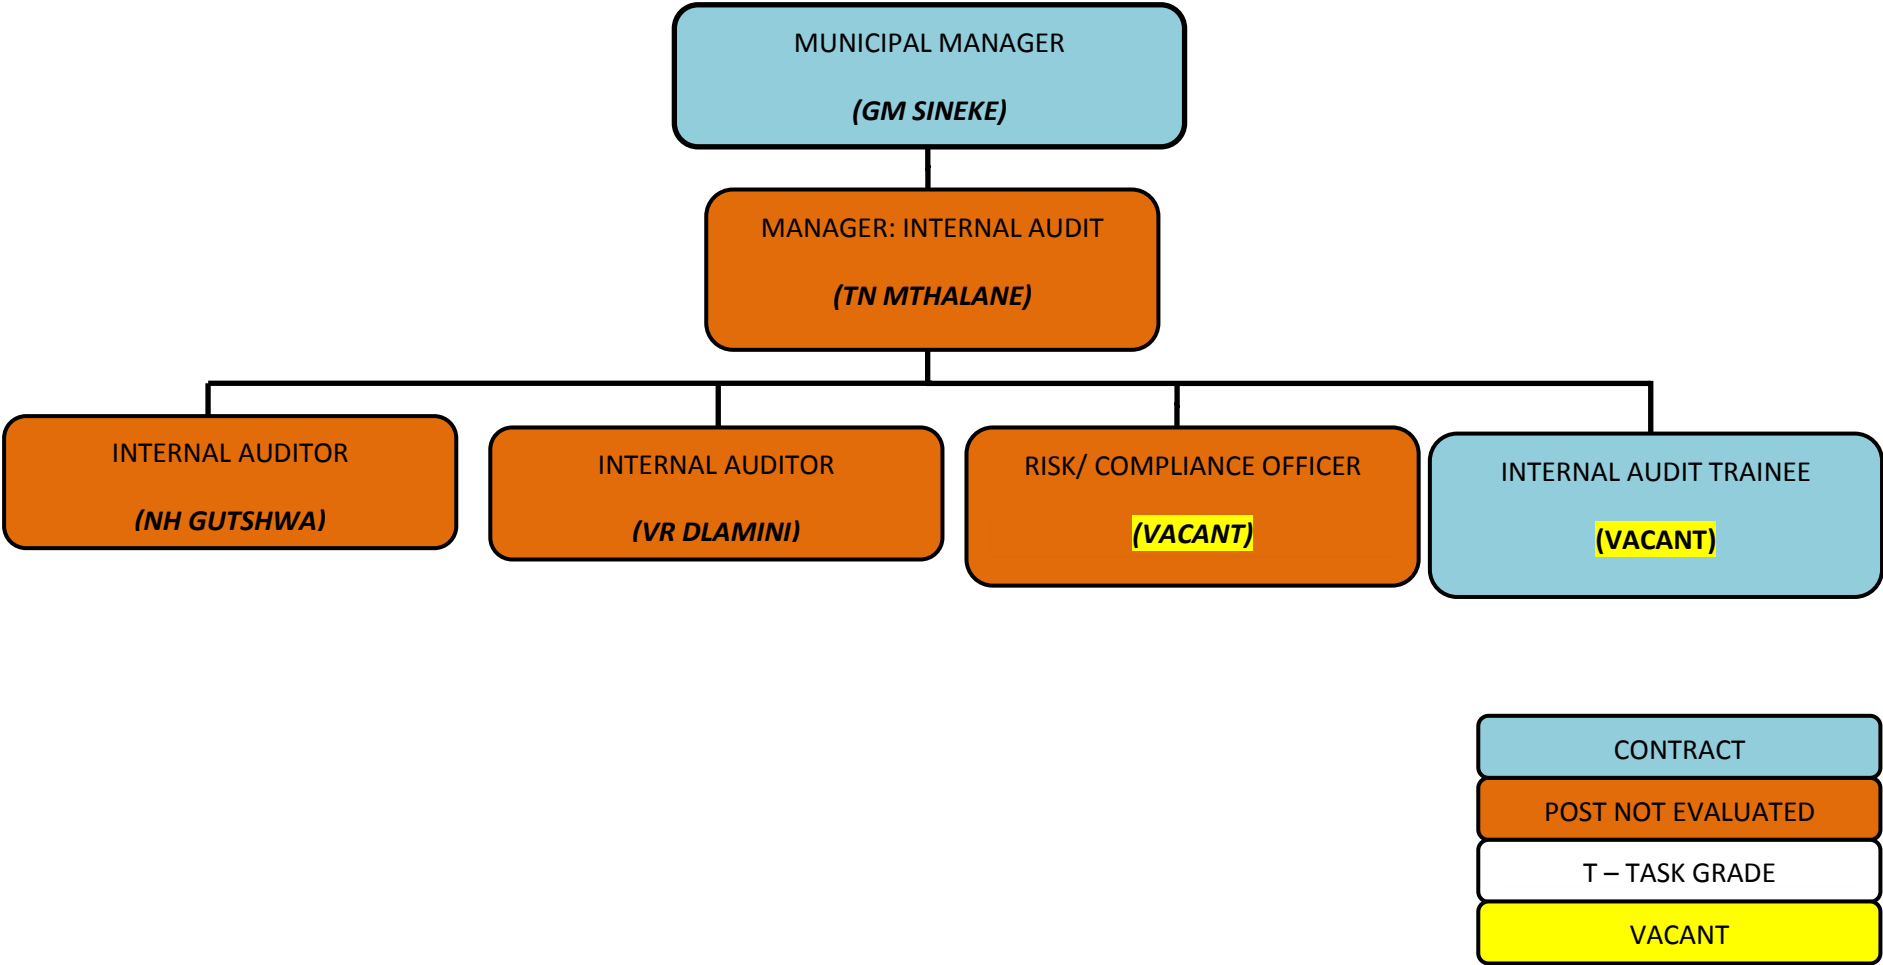 MUNICIPAL MANAGER
(GM SINEKE)
MANAGER: INTERNAL AUDIT
(TN MTHALANE)
INTERNAL AUDITOR
(NH GUTSHWA)
INTERNAL AUDITOR
(VR DLAMINI)
RISK/ COMPLIANCE OFFICER
(VACANT)
INTERNAL AUDIT TRAINEE
(VACANT)
CONTRACT
POST NOT EVALUATED
T – TASK GRADE
VACANT